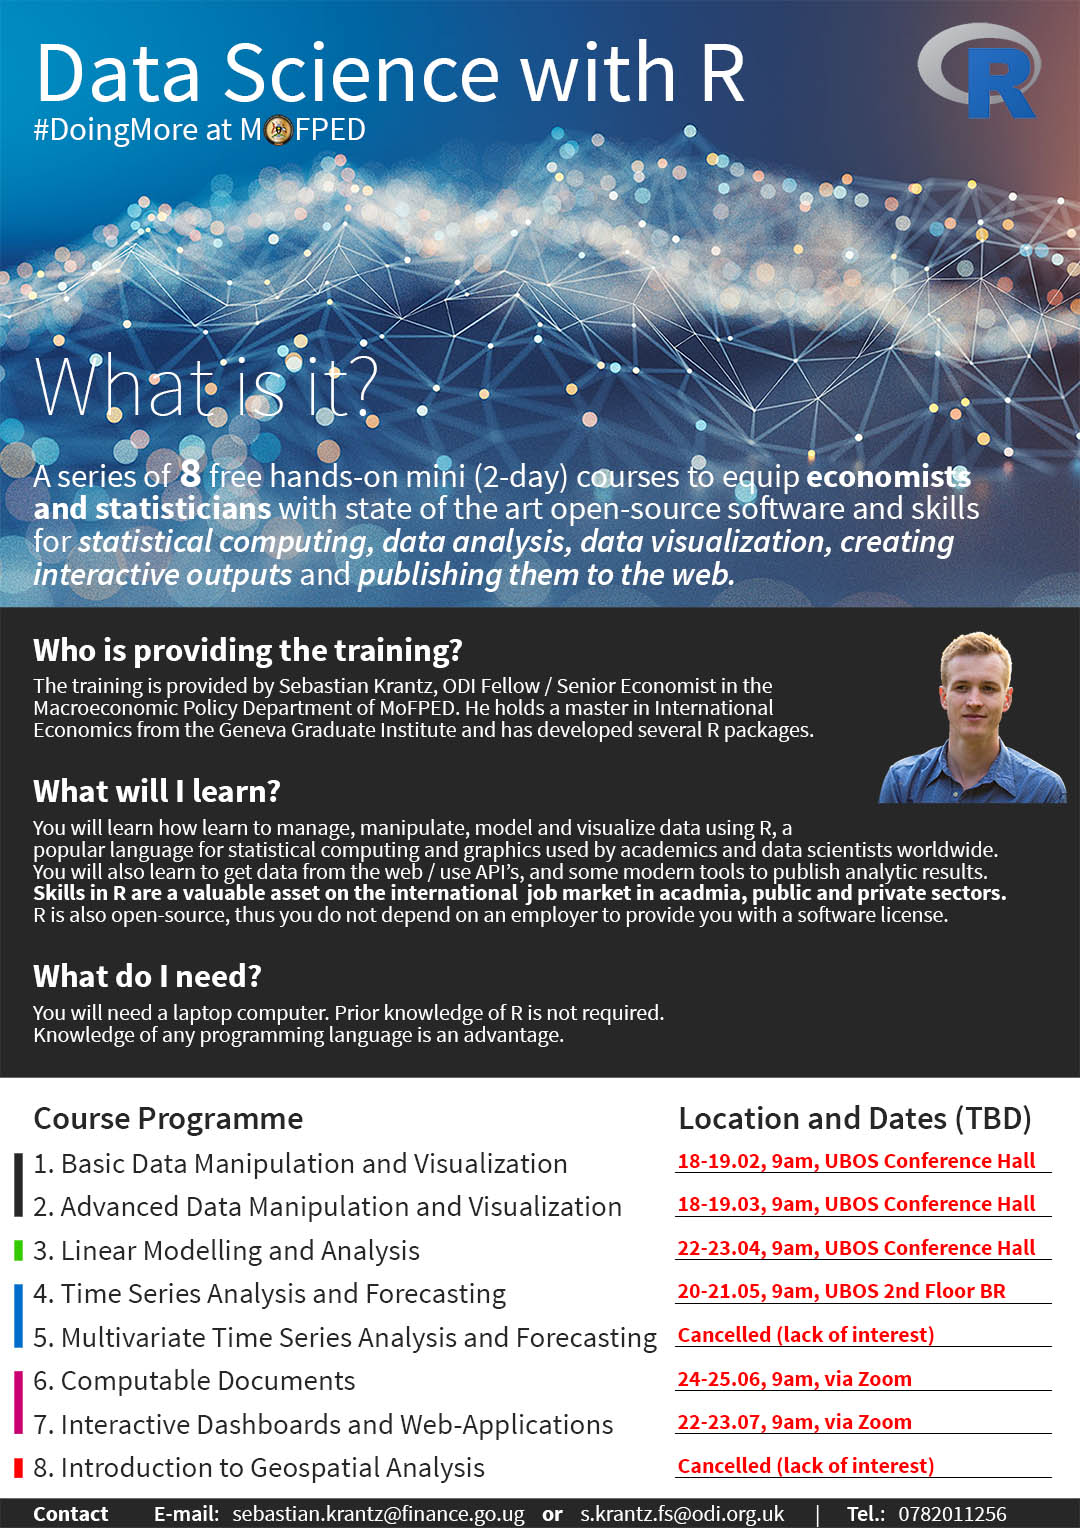 Data Science with R
R
#DoingMore at M FPED
What is it?
A series of 8 free hands-on mini (2-day) courses to equip economists
and statisticians with state of the art open-source software and skills
for statistical computing, data analysis, data visualization, creating
interactive outputs and publishing them to the web.
Who is providing the training?
The training is provided by Sebastian Krantz, ODI Fellow / Senior Economist in the
Macroeconomic Policy Department of MoFPED. He holds a master in International
Economics from the Geneva Graduate Institute and has developed several R packages.
What will I learn?
You will learn how learn to manage, manipulate, model and visualize data using R, a
popular language for statistical computing and graphics used by academics and data scientists worldwide.
You will also learn to get data from the web / use API's, and some modern tools to publish analytic results.
Skills in R are a valuable asset on the international job market in acadmia, public and private sectors.
R is also open-source, thus you do not depend on an employer to provide you with a software license.
What do I need?
You will need a laptop computer. Prior knowledge of R is not required.
Knowledge of any programming language is an advantage.
Course Programme Location and Dates (TBD)
1. Basic Data Manipulation and Visualization 18-19.02, 9am, UBOS Conference Hall
2. Advanced Data Manipulation and Visualization 18-19.03, 9am, UBOS Conference Hall
3. Linear Modelling and Analysis 22-23.04, 9am, UBOS Conference Hall
4. Time Series Analysis and Forecasting 20-21.05, 9am, UBOS 2nd Floor BR
5. Multivariate Time Series Analysis and Forecasting Cancelled (lack of interest)
6. Computable Documents 24-25.06, 9am, via Zoom
7. Interactive Dashboards and Web-Applications 22-23.07, 9am, via Zoom
8. Introduction to Geospatial Analysis Cancelled (lack of interest)
Contact E-mail: sebastian.krantz@finance.go.ug or s.krantz.fs@odi.org.uk | Tel.: 0782011256